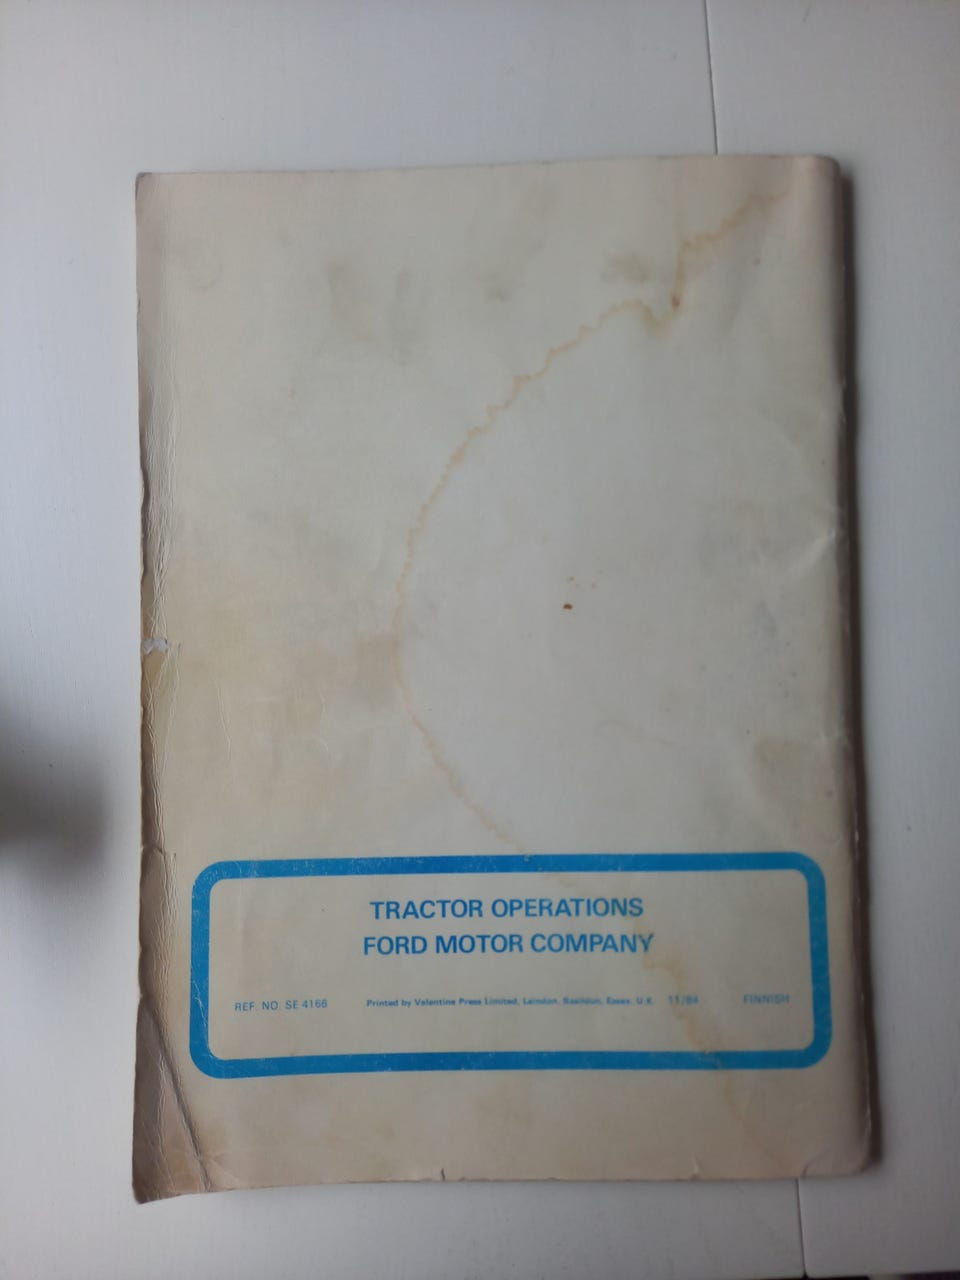 TRACTOR OPERATIONS
FORD MOTOR COMPANY
REF. NO. SE 4166 Printed by Valentine Press Limited, Laindon, Basildon, Essex, U.K. 11/84 FINNISH